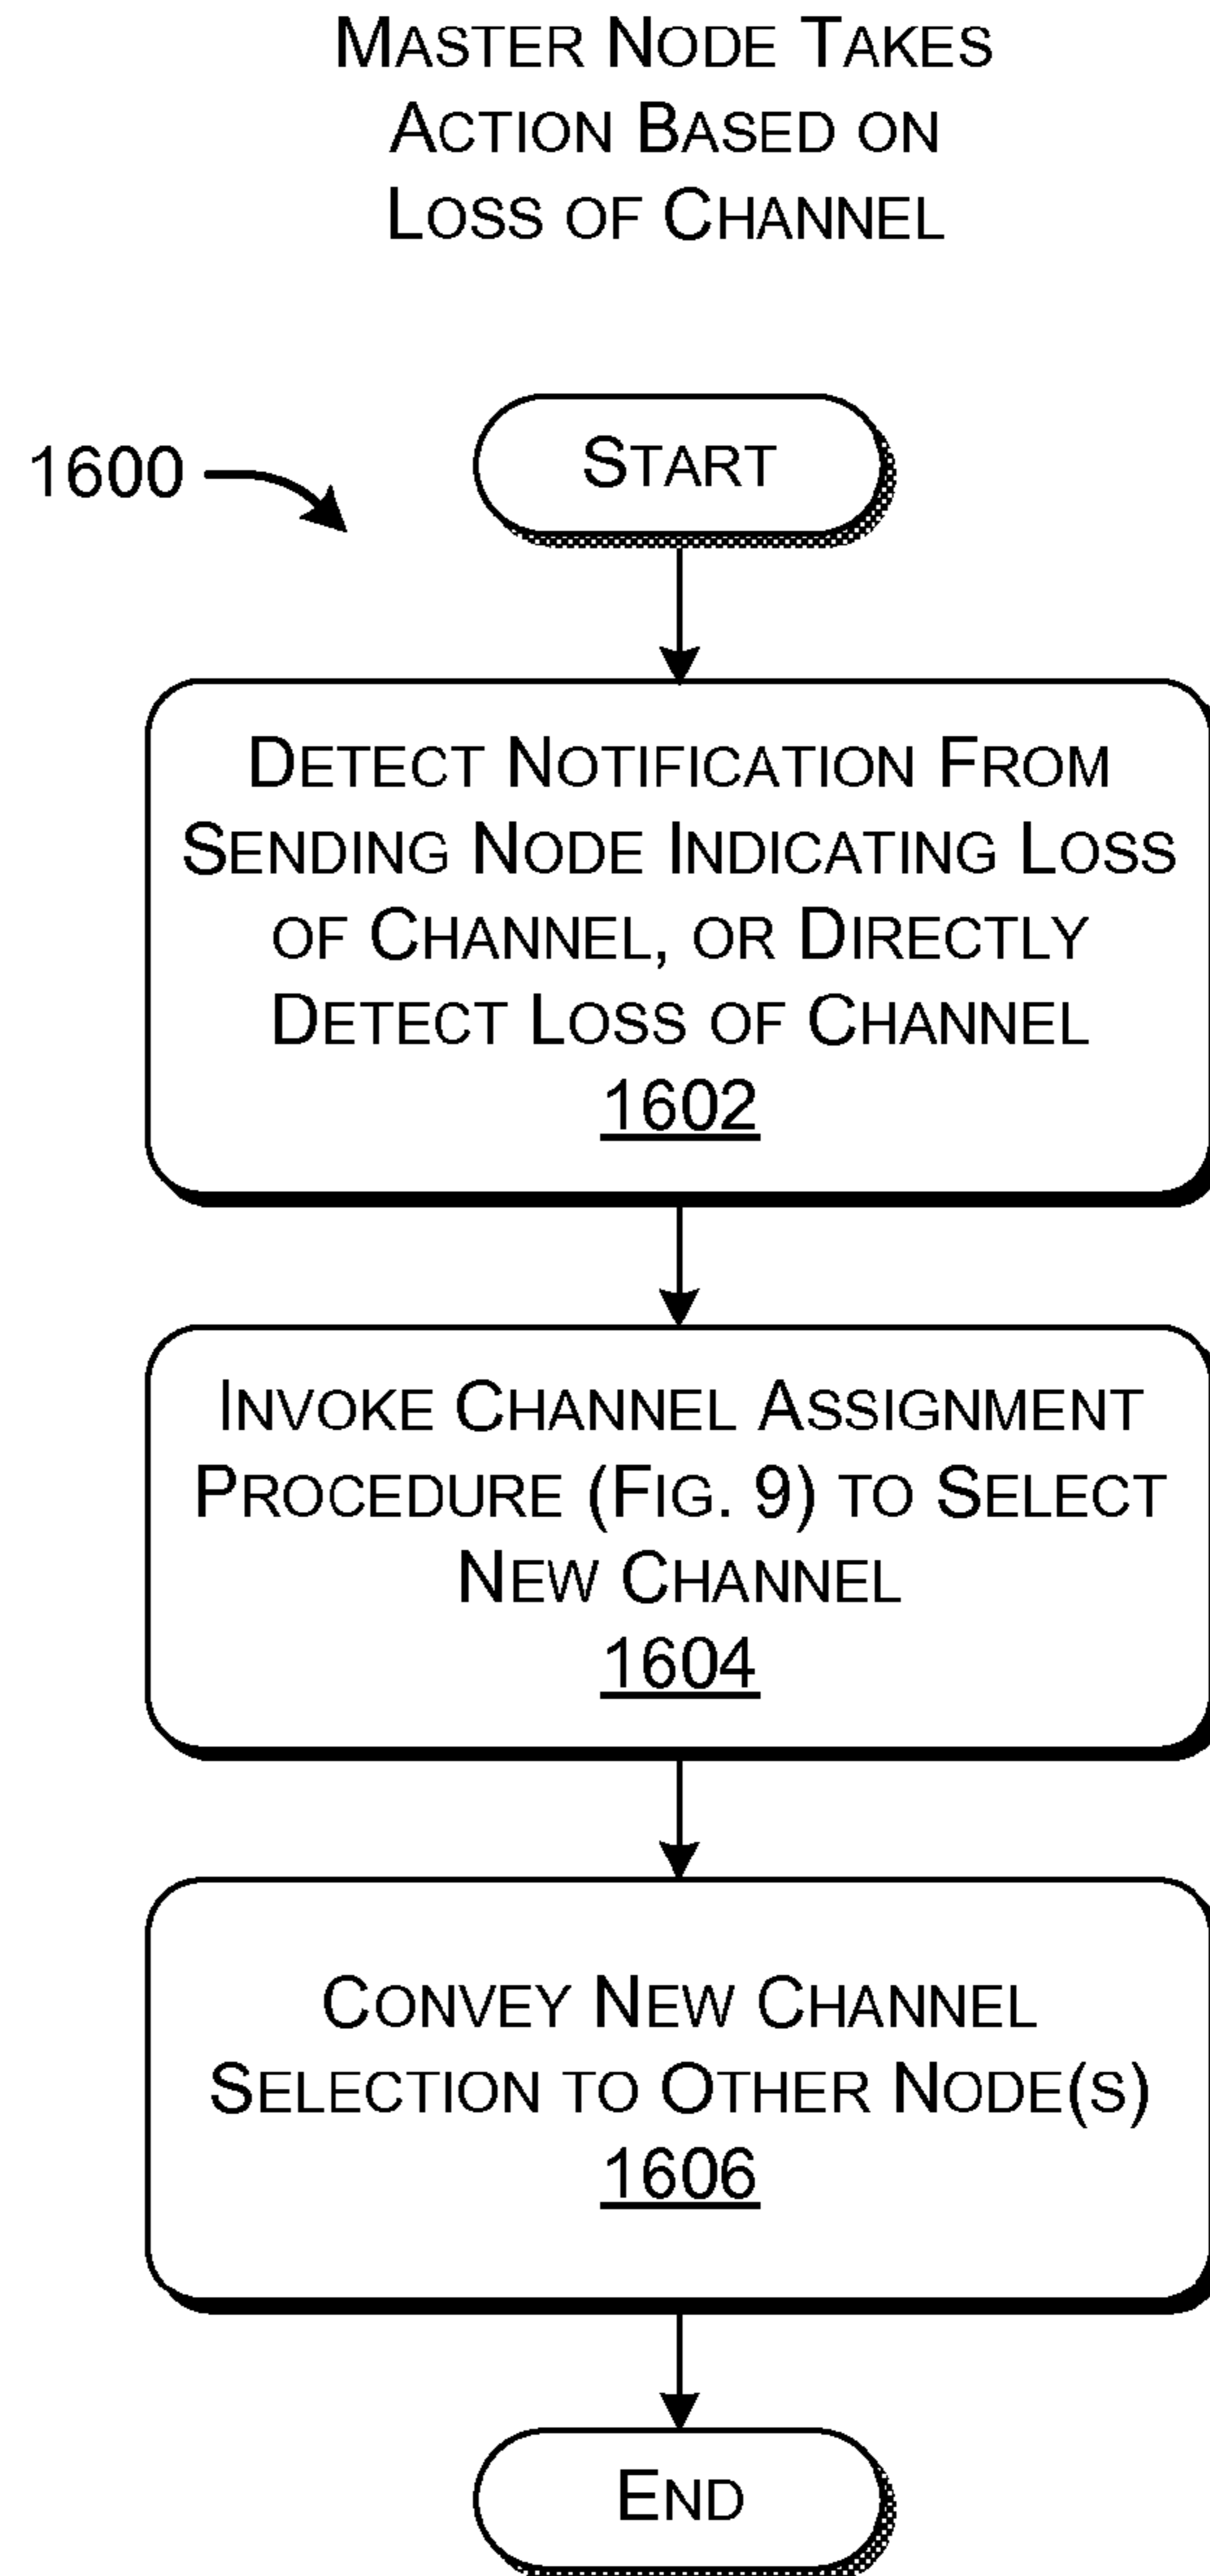 MASTER NODE TAKES
ACTION BASED ON
LOSS OF CHANNEL
1600
START
DETECT NOTIFICATION FROM
SENDING NODE INDICATING LOSS
OF CHANNEL, OR DIRECTLY
DETECT LOSS OF CHANNEL
1602
INVOKE CHANNEL ASSIGNMENT
PROCEDURE (FIG. 9) TO SELECT
NEW CHANNEL
1604
CONVEY NEW CHANNEL
SELECTION TO OTHER NODE(S)
1606
END